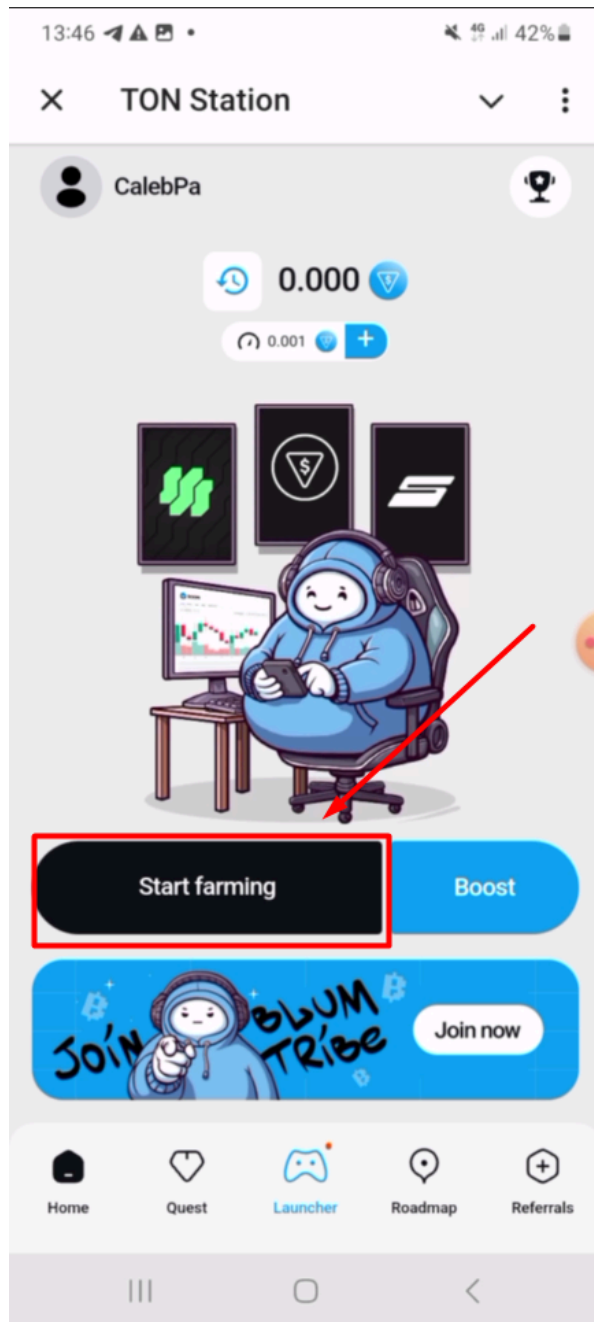 13:46 4G 42%
TON Station
CalebPa
0.000
0.001 +
Start farming
Boost
JOIN BLUM TRIBE
Join now
Home Quest Launcher Roadmap Referrals